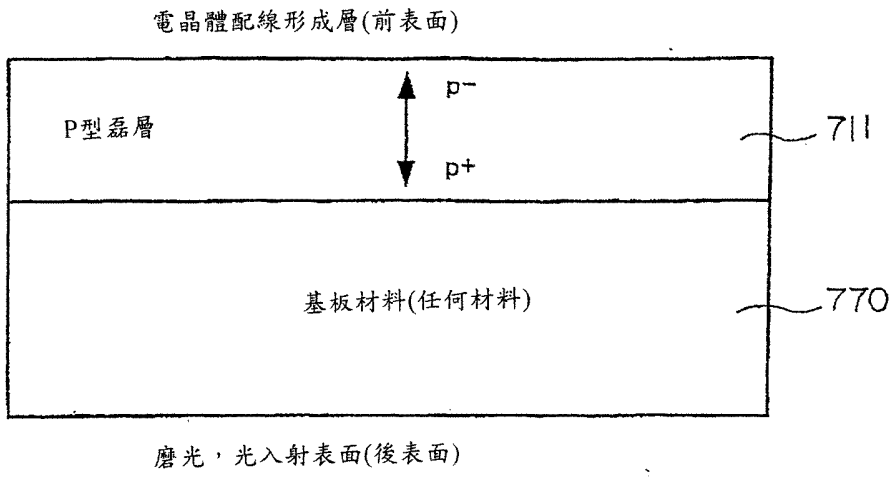 電晶體配線形成層(前表面)
p−
P型磊層
711
p+
基板材料(任何材料)
770
磨光，光入射表面(後表面)